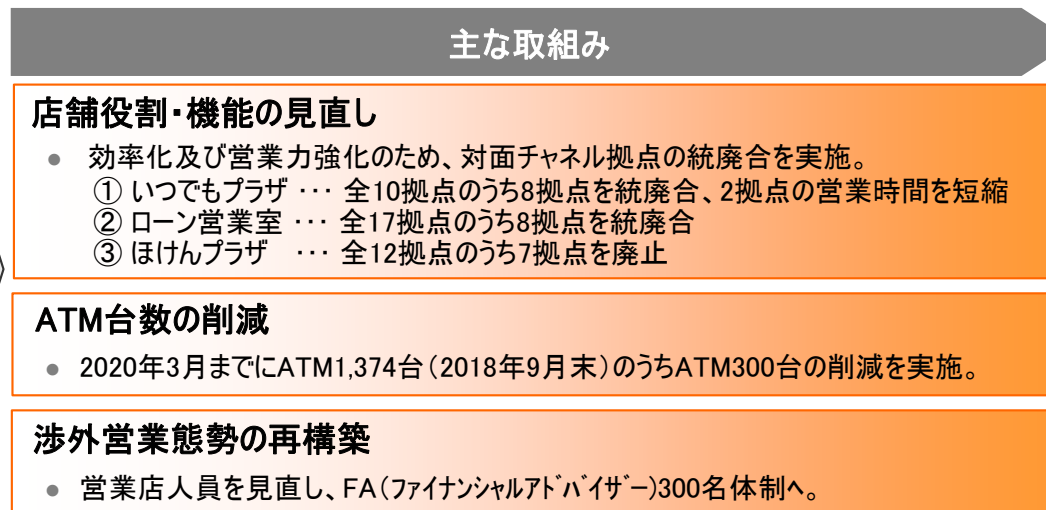 主な取組み
店舗役割・機能の見直し
● 効率化及び営業力強化のため、対面チャネル拠点の統廃合を実施。
① いつでもプラザ ・・・ 全10拠点のうち8拠点を統廃合、2拠点の営業時間を短縮
② ローン営業室 ・・・ 全17拠点のうち8拠点を統廃合
③ ほけんプラザ ・・・ 全12拠点のうち7拠点を廃止
ATM台数の削減
● 2020年3月までにATM1,374台（2018年9月末）のうちATM300台の削減を実施。
渉外営業態勢の再構築
● 営業店人員を見直し、FA（ファイナンシャルアドバイザー）300名体制へ。